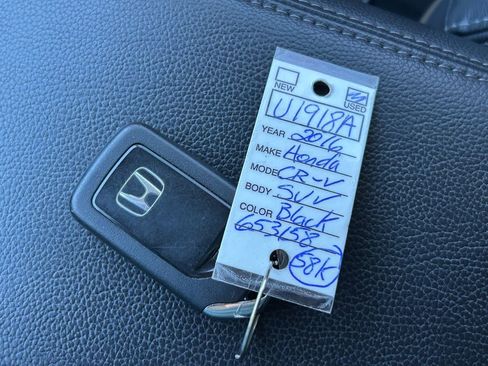 NEW USED
U1918A
YEAR 2016
MAKE Honda
MODEL CR-V
BODY SUV
COLOR Black
653158
58K